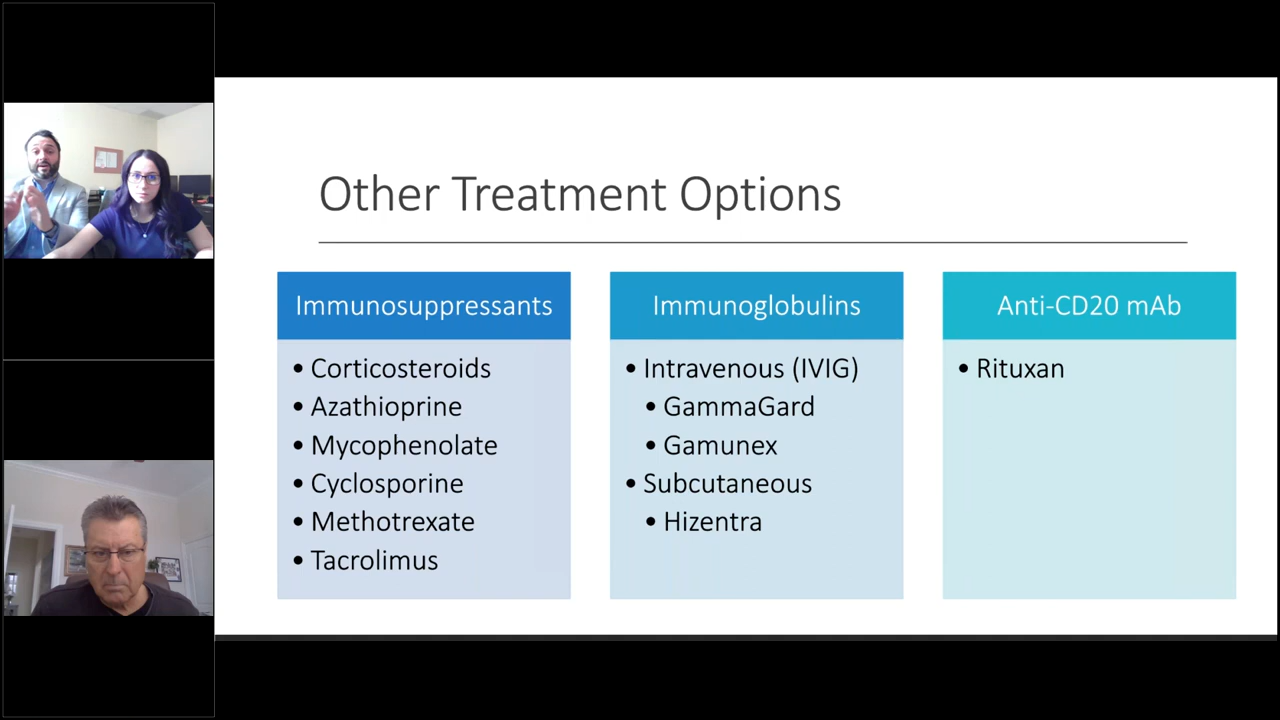 Other Treatment Options
Immunosuppressants
• Corticosteroids
• Azathioprine
• Mycophenolate
• Cyclosporine
• Methotrexate
• Tacrolimus
Immunoglobulins
• Intravenous (IVIG)
• GammaGard
• Gamunex
• Subcutaneous
• Hizentra
Anti-CD20 mAb
• Rituxan